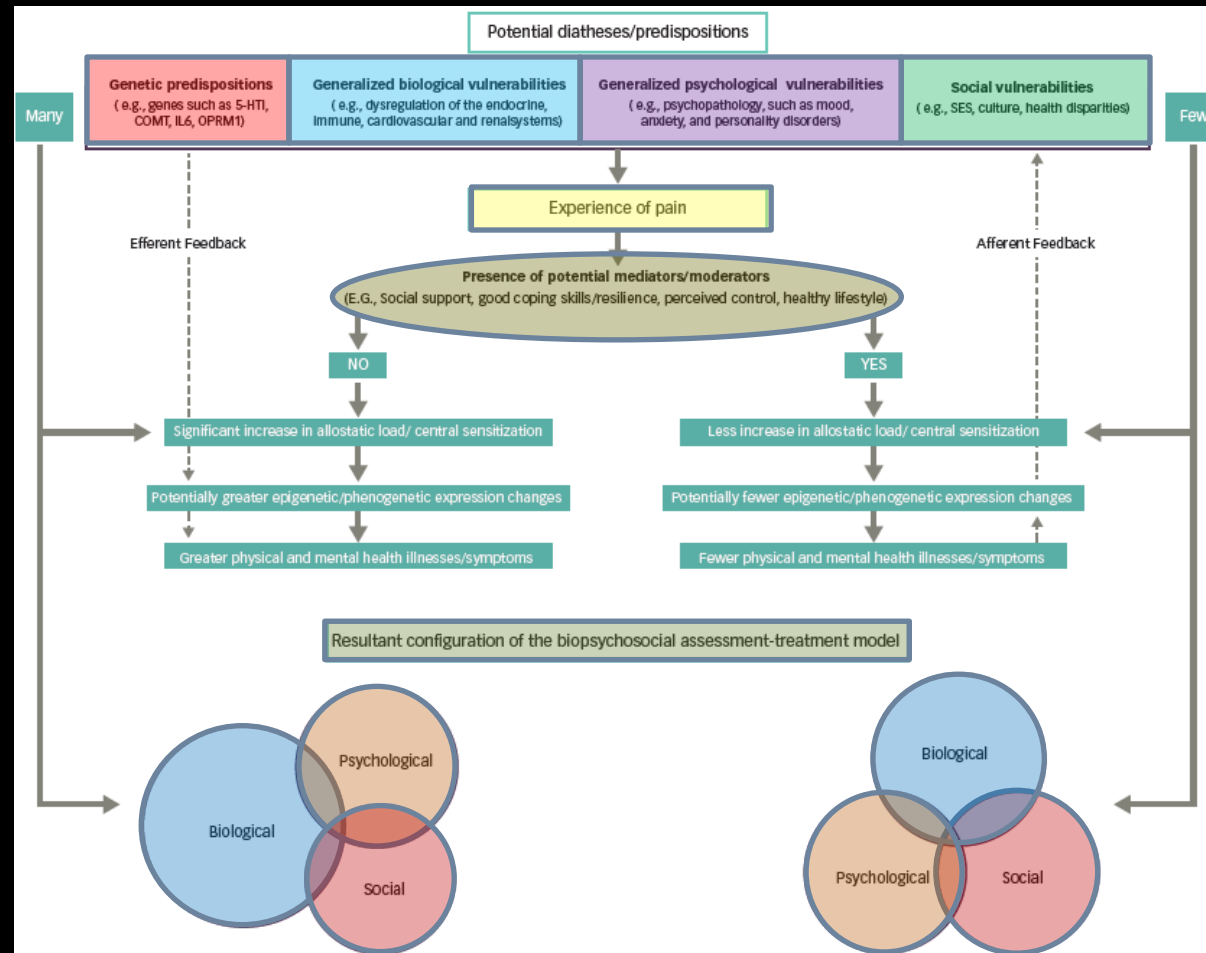 Potential diatheses/predispositions
Many
Genetic predispositions
( e.g., genes such as 5-HTI,
COMT, IL6, OPRM1)
Generalized biological vulnerabilities
( e.g., dysregulation of the endocrine,
immune, cardiovascular and renalsystems)
Generalized psychological vulnerabilities
( e.g., psychopathology, such as mood,
anxiety, and personality disorders)
Social vulnerabilities
( e.g., SES, culture, health disparities)
Few
Experience of pain
Efferent Feedback
Afferent Feedback
Presence of potential mediators/moderators
(E.G., Social support, good coping skills/resilience, perceived control, healthy lifestyle)
NO
YES
Significant increase in allostatic load/ central sensitization
Less increase in allostatic load/ central sensitization
Potentially greater epigenetic/phenogenetic expression changes
Potentially fewer epigenetic/phenogenetic expression changes
Greater physical and mental health illnesses/symptoms
Fewer physical and mental health illnesses/symptoms
Resultant configuration of the biopsychosocial assessment-treatment model
Psychological
Biological
Social
Biological
Psychological
Social